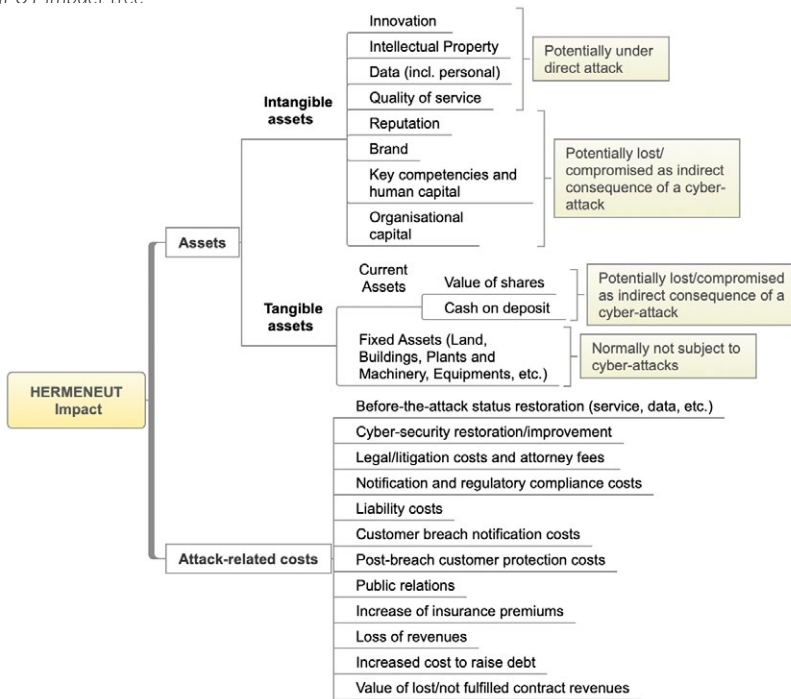 Impact Tree
Innovation
Intellectual Property
Data (incl. personal)
Quality of service
Potentially under
direct attack
Intangible
assets
Reputation
Brand
Key competencies and
human capital
Organisational
capital
Potentially lost/
compromised as indirect
consequence of a cyber-
attack
Assets
Current
Assets
Value of shares
Cash on deposit
Potentially lost/compromised
as indirect consequence of a
cyber-attack
Tangible
assets
Fixed Assets (Land,
Buildings, Plants and
Machinery, Equipments, etc.)
Normally not subject to
cyber-attacks
HERMENEUT
Impact
Before-the-attack status restoration (service, data, etc.)
Cyber-security restoration/improvement
Legal/litigation costs and attorney fees
Notification and regulatory compliance costs
Liability costs
Customer breach notification costs
Attack-related costs
Post-breach customer protection costs
Public relations
Increase of insurance premiums
Loss of revenues
Increased cost to raise debt
Value of lost/not fulfilled contract revenues